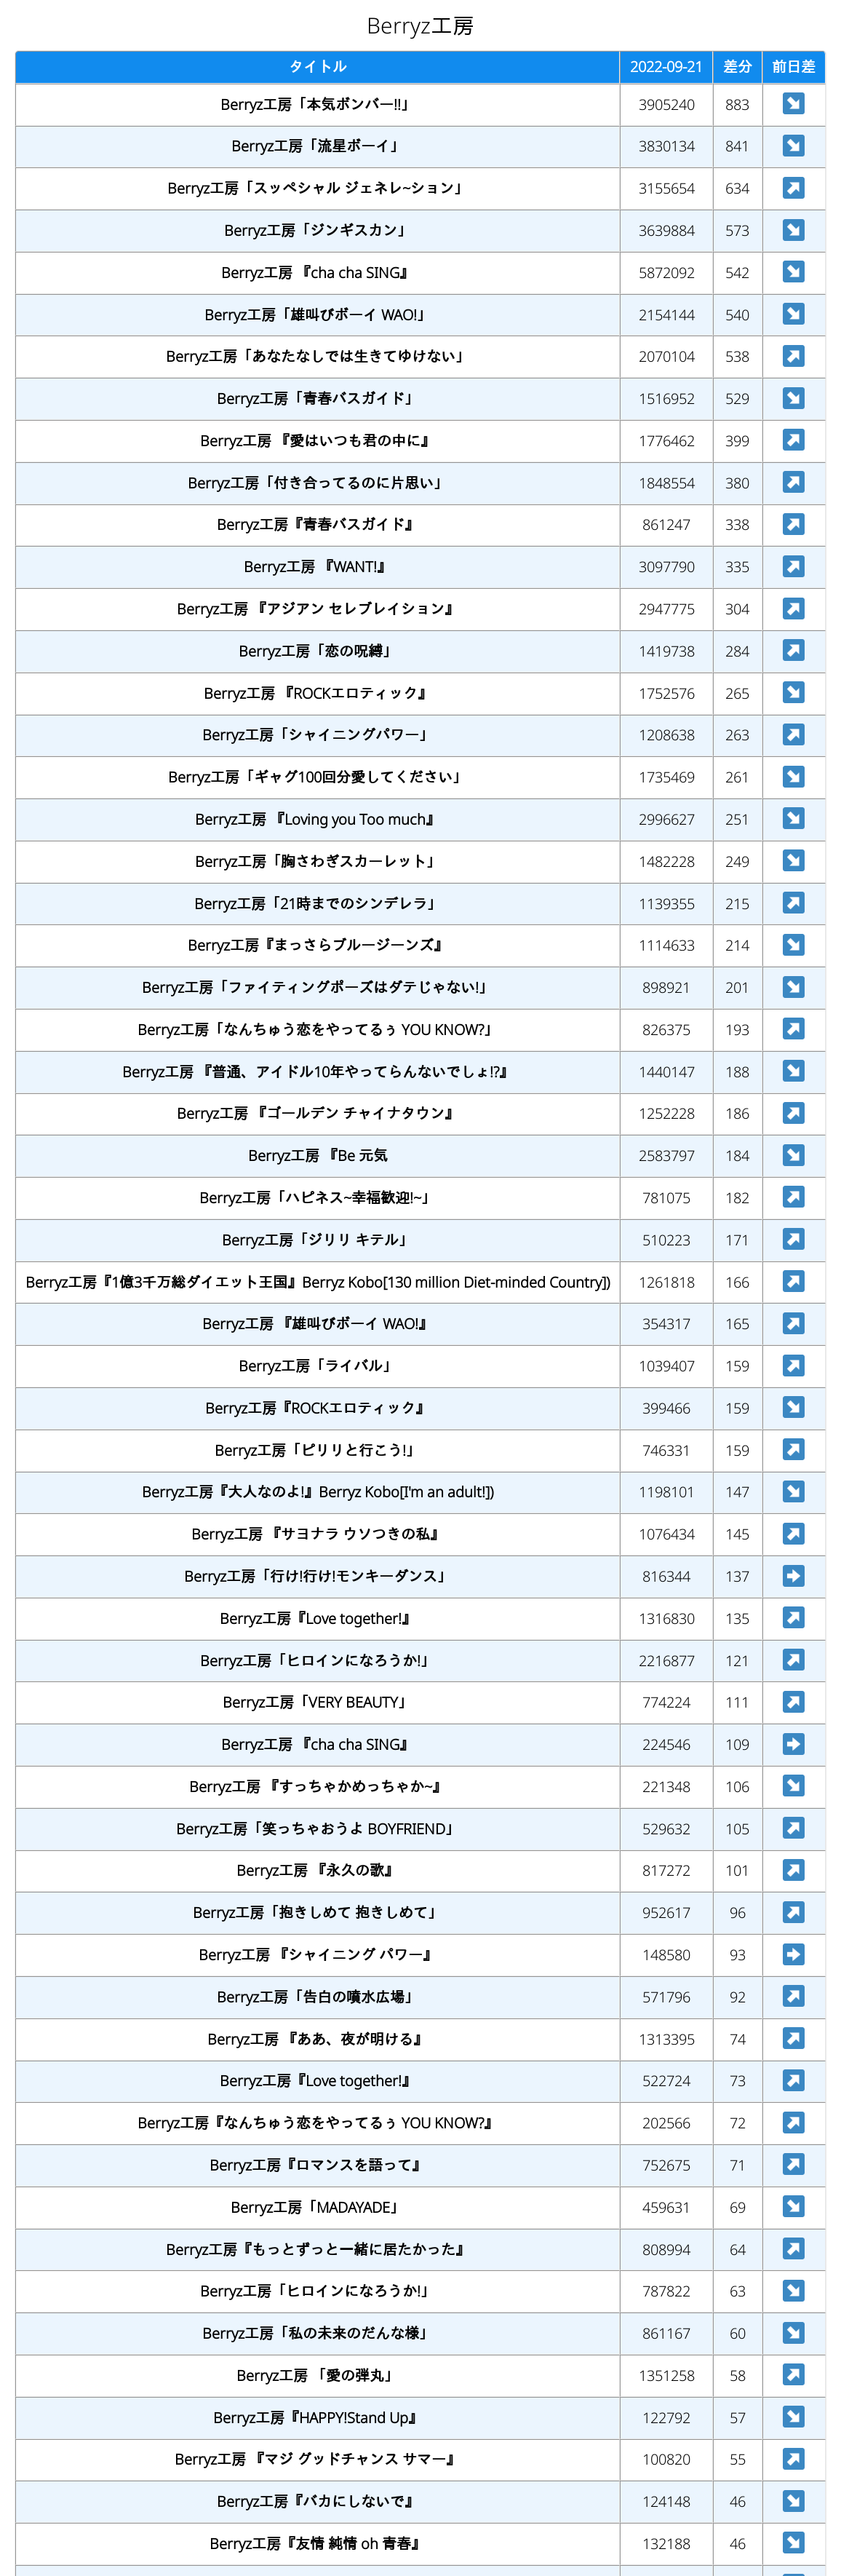 Berryz工房
タイトル 2022-09-21 差分 前日差
Berryz工房「本気ボンバー!!」 3905240 883 ↘
Berryz工房「流星ボーイ」 3830134 841 ↘
Berryz工房「スッペシャル ジェネレ~ション」 3155654 634 ↗
Berryz工房「ジンギスカン」 3639884 573 ↘
Berryz工房 『cha cha SING』 5872092 542 ↘
Berryz工房「雄叫びボーイ WAO!」 2154144 540 ↘
Berryz工房「あなたなしでは生きてゆけない」 2070104 538 ↗
Berryz工房「青春バスガイド」 1516952 529 ↘
Berryz工房 『愛はいつも君の中に』 1776462 399 ↗
Berryz工房「付き合ってるのに片思い」 1848554 380 ↗
Berryz工房『青春バスガイド』 861247 338 ↗
Berryz工房 『WANT!』 3097790 335 ↗
Berryz工房 『アジアン セレブレイション』 2947775 304 ↗
Berryz工房「恋の呪縛」 1419738 284 ↗
Berryz工房 『ROCKエロティック』 1752576 265 ↘
Berryz工房「シャイニングパワー」 1208638 263 ↗
Berryz工房「ギャグ100回分愛してください」 1735469 261 ↘
Berryz工房 『Loving you Too much』 2996627 251 ↘
Berryz工房「胸さわぎスカーレット」 1482228 249 ↘
Berryz工房「21時までのシンデレラ」 1139355 215 ↗
Berryz工房『まっさらブルージーンズ』 1114633 214 ↘
Berryz工房「ファイティングポーズはダテじゃない!」 898921 201 ↘
Berryz工房「なんちゅう恋をやってるぅ YOU KNOW?」 826375 193 ↗
Berryz工房 『普通、アイドル10年やってらんないでしょ!?』 1440147 188 ↘
Berryz工房 『ゴールデン チャイナタウン』 1252228 186 ↗
Berryz工房 『Be 元気 2583797 184 ↘
Berryz工房「ハピネス~幸福歓迎!~」 781075 182 ↗
Berryz工房「ジリリ キテル」 510223 171 ↗
Berryz工房『1億3千万総ダイエット王国』Berryz Kobo[130 million Diet-minded Country]) 1261818 166 ↗
Berryz工房 『雄叫びボーイ WAO!』 354317 165 ↗
Berryz工房「ライバル」 1039407 159 ↗
Berryz工房『ROCKエロティック』 399466 159 ↘
Berryz工房「ピリリと行こう!」 746331 159 ↗
Berryz工房『大人なのよ!』Berryz Kobo[I'm an adult!]) 1198101 147 ↘
Berryz工房 『サヨナラ ウソつきの私』 1076434 145 ↗
Berryz工房「行け!行け!モンキーダンス」 816344 137 ➡
Berryz工房『Love together!』 1316830 135 ↗
Berryz工房「ヒロインになろうか!」 2216877 121 ↗
Berryz工房「VERY BEAUTY」 774224 111 ↗
Berryz工房 『cha cha SING』 224546 109 ➡
Berryz工房 『すっちゃかめっちゃか~』 221348 106 ↘
Berryz工房「笑っちゃおうよ BOYFRIEND」 529632 105 ↗
Berryz工房 『永久の歌』 817272 101 ↗
Berryz工房「抱きしめて 抱きしめて」 952617 96 ↗
Berryz工房 『シャイニング パワー』 148580 93 ➡
Berryz工房「告白の噴水広場」 571796 92 ↗
Berryz工房 『ああ、夜が明ける』 1313395 74 ↗
Berryz工房『Love together!』 522724 73 ↗
Berryz工房『なんちゅう恋をやってるぅ YOU KNOW?』 202566 72 ↗
Berryz工房『ロマンスを語って』 752675 71 ↗
Berryz工房「MADAYADE」 459631 69 ↘
Berryz工房『もっとずっと一緒に居たかった』 808994 64 ↗
Berryz工房「ヒロインになろうか!」 787822 63 ↘
Berryz工房「私の未来のだんな様」 861167 60 ↘
Berryz工房 「愛の弾丸」 1351258 58 ↗
Berryz工房『HAPPY!Stand Up』 122792 57 ↘
Berryz工房 『マジ グッドチャンス サマー』 100820 55 ↗
Berryz工房『バカにしないで』 124148 46 ↘
Berryz工房『友情 純情 oh 青春』 132188 46 ↘